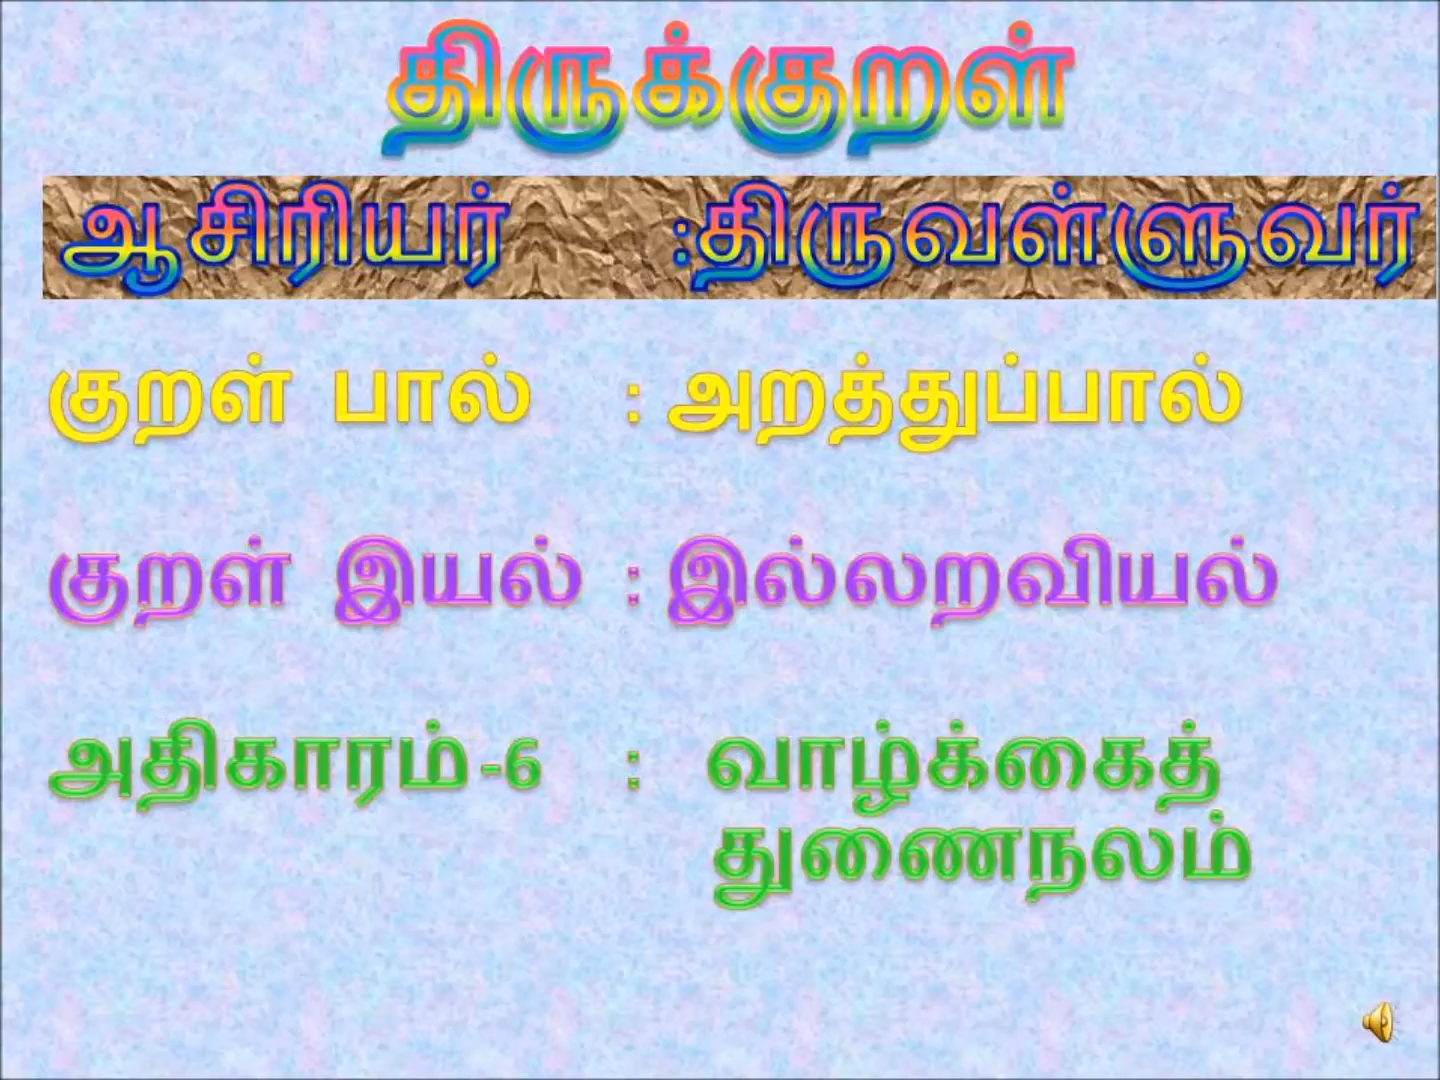 திருக்குறள்
ஆசிரியர் :திருவள்ளுவர்
குறள் பால் : அறத்துப்பால்
குறள் இயல் : இல்லறவியல்
அதிகாரம்-6 : வாழ்க்கைத்
துணைநலம்